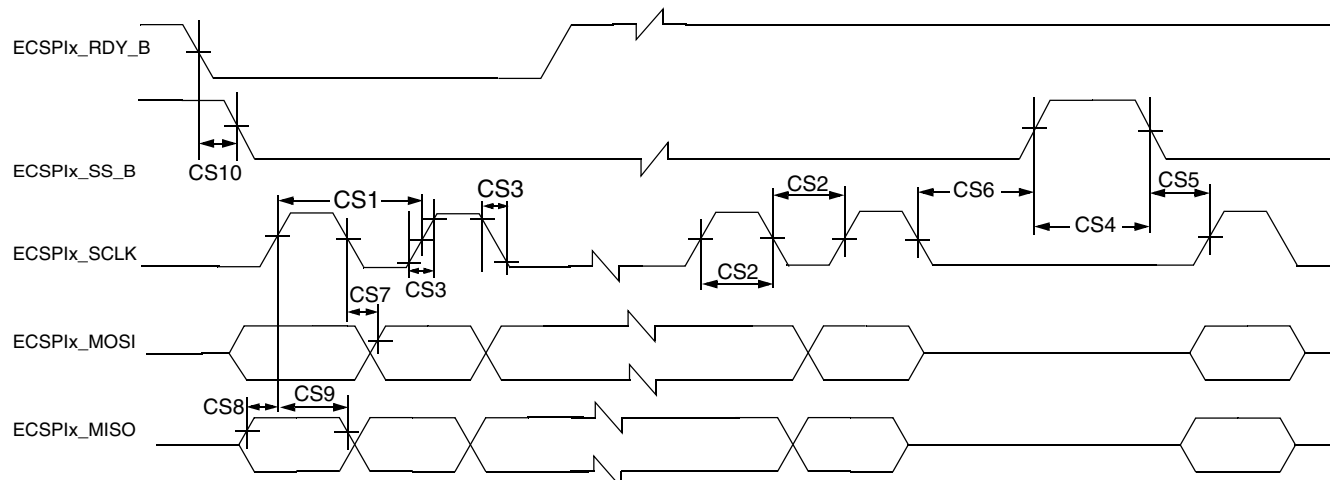 ECSPIx_RDY_B
ECSPIx_SS_B
CS10
CS1
CS3
CS2
CS6
CS5
CS4
ECSPIx_SCLK
CS3
CS2
CS7
ECSPIx_MOSI
CS8
CS9
ECSPIx_MISO